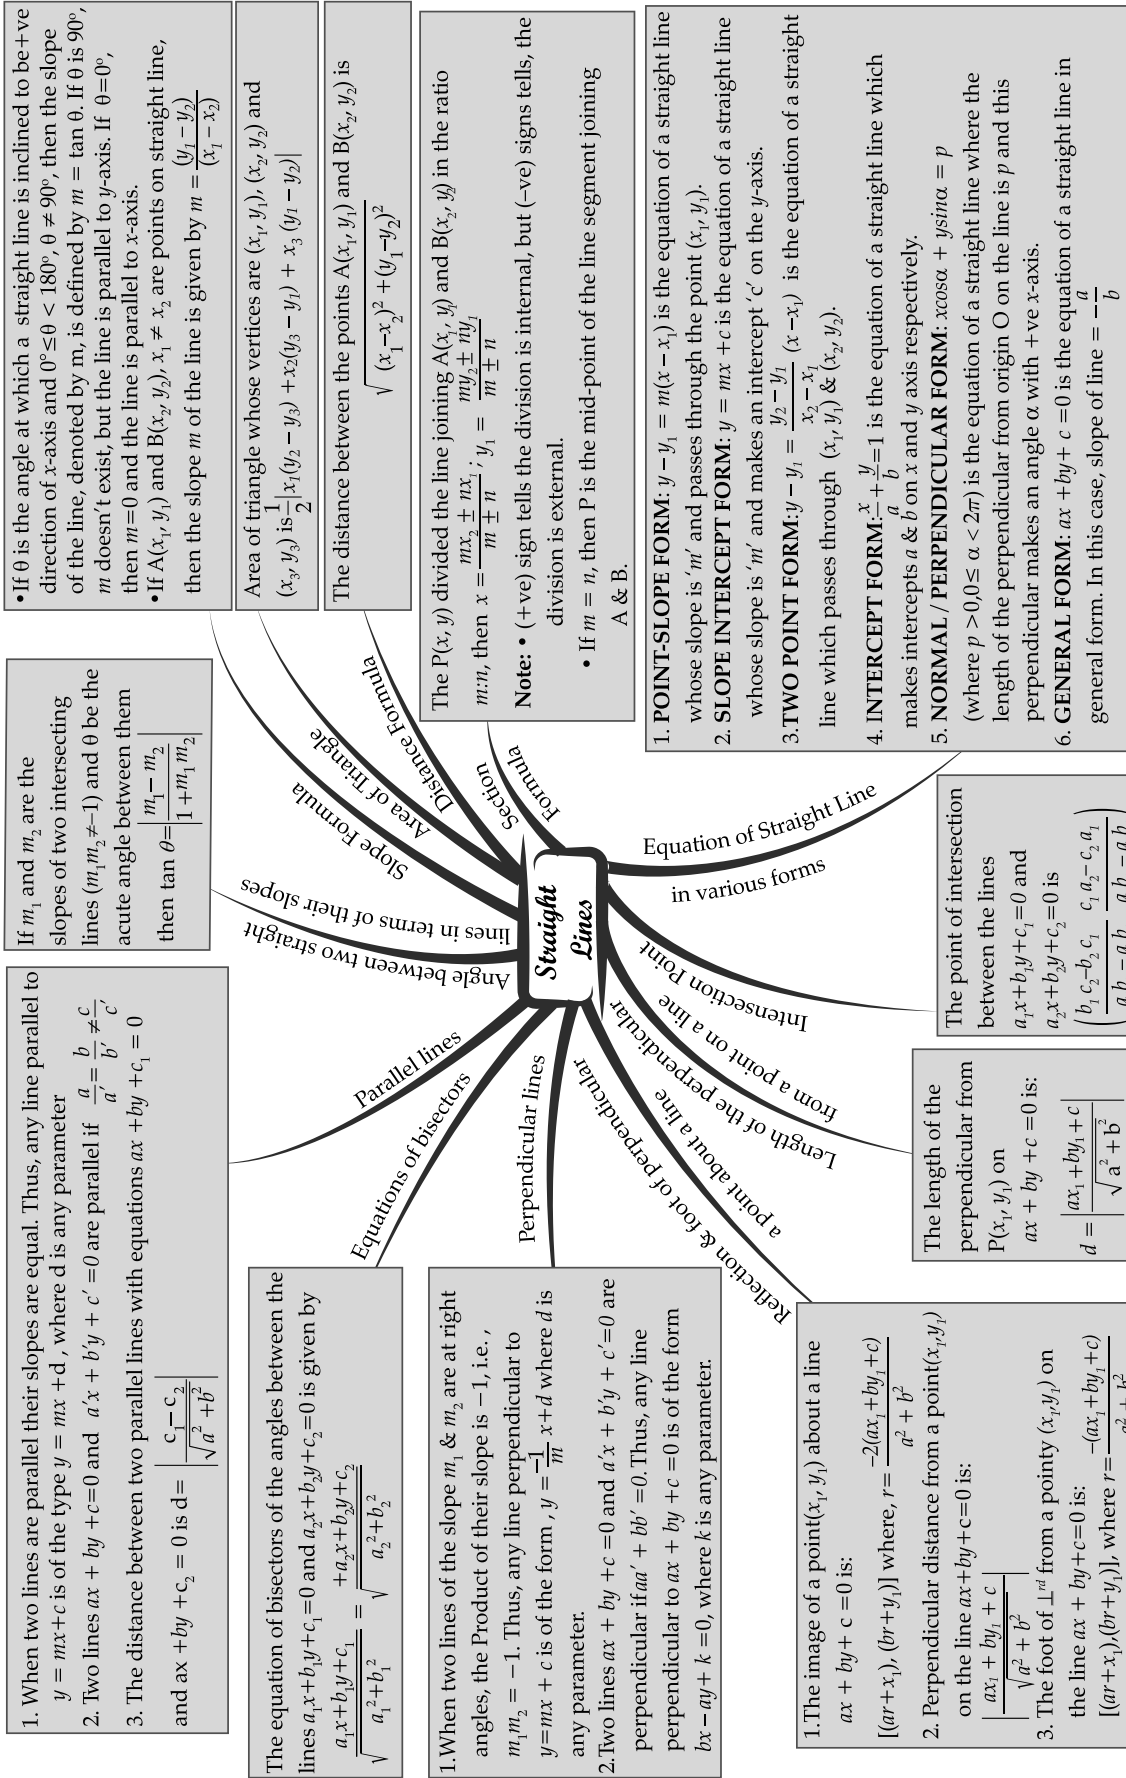 1. When two lines are parallel their slopes are equal. Thus, any line parallel to
y = mx+c is of the type y = mx +d , where d is any parameter
2. Two lines ax + by +c=0 and a′x + b′y + c′ =0 are parallel if a/a′ = b/b′ ≠ c/c′
3. The distance between two parallel lines with equations ax +by +c₁ = 0
and ax +by +c₂ = 0 is d= |(c₁− c₂)/√(a² +b²)|
If m₁ and m₂ are the
slopes of two intersecting
lines (m₁m₂≠−1) and θ be the
acute angle between them
then tan θ= |(m₁− m₂)/(1+m₁m₂)|
• If θ is the angle at which a straight line is inclined to be+ve
direction of x-axis and 0°≤θ < 180°, θ ≠ 90°, then the slope
of the line, denoted by m, is defined by m = tan θ. If θ is 90°,
m doesn't exist, but the line is parallel to y-axis. If θ=0°,
then m=0 and the line is parallel to x-axis.
• If A(x₁,y₁) and B(x₂, y₂), x₁ ≠ x₂ are points on straight line,
then the slope m of the line is given by m = (y₁ − y₂)/(x₁ − x₂)
Area of triangle whose vertices are (x₁, y₁), (x₂, y₂) and
(x₃, y₃) is 1/2 |x₁(y₂ − y₃) +x₂(y₃ − y₁) + x₃ (y₁ − y₂)|
The distance between the points A(x₁, y₁) and B(x₂, y₂) is
√((x₁−x₂)² +(y₁−y₂)²)
The P(x, y) divided the line joining A(x₁, y₁) and B(x₂, y₂) in the ratio
m:n, then x = (mx₂ ± nx₁)/(m ± n) ; y₁ = (my₂ ± my₁)/(m ± n)
Note: • (+ve) sign tells the division is internal, but (−ve) signs tells, the
division is external.
• If m = n, then P is the mid-point of the line segment joining
A & B.
1. POINT-SLOPE FORM: y − y₁ = m(x − x₁) is the equation of a straight line
whose slope is 'm' and passes through the point (x₁, y₁).
2. SLOPE INTERCEPT FORM: y = mx +c is the equation of a straight line
whose slope is 'm' and makes an intercept 'c' on the y-axis.
3.TWO POINT FORM:y − y₁ = (y₂ − y₁)/(x₂ − x₁) (x −x₁) is the equation of a straight
line which passes through (x₁, y₁) & (x₂, y₂).
4. INTERCEPT FORM: x/a + y/b =1 is the equation of a straight line which
makes intercepts a & b on x and y axis respectively.
5. NORMAL / PERPENDICULAR FORM: xcosα + ysinα = p
(where p >0,0≤ α < 2π) is the equation of a straight line where the
length of the perpendicular from origin O on the line is p and this
perpendicular makes an angle α with +ve x-axis.
6. GENERAL FORM: ax +by+ c =0 is the equation of a straight line in
general form. In this case, slope of line = −a/b
Parallel lines
Angle between two straight
lines in terms of their slopes
Slope Formula
Area of Triangle
Distance Formula
Section
Formula
Equations of bisectors
Perpendicular lines
Straight
Lines
Equation of Straight Line
in various forms
Intensection Point
Length of the perpendicular
from a point on a line
Reflection & foot of perpendicular
a point about a line
The equation of bisectors of the angles between the
lines a₁x+b₁y+c₁=0 and a₂x+b₂y+c₂=0 is given by
(a₁x+b₁y+c₁)/√(a₁²+b₁²) = (+a₂x+b₂y+c₂)/√(a₂²+b₂²)
1.When two lines of the slope m₁ & m₂ are at right
angles, the Product of their slope is −1, i.e. ,
m₁m₂ = −1. Thus, any line perpendicular to
y=mx + c is of the form , y = −1/m x+d where d is
any parameter.
2.Two lines ax + by +c =0 and a′x + b′y + c′=0 are
perpendicular if aa′ + bb′ =0.Thus, any line
perpendicular to ax + by +c =0 is of the form
bx − ay+ k =0, where k is any parameter.
1.The image of a point(x₁, y₁) about a line
ax + by+ c =0 is:
[(ar+x₁), (br+y₁)] where, r= −2(ax₁+by₁+c)/(a² + b²)
2. Perpendicular distance from a point(x₁,y₁)
on the line ax+by+c=0 is:
|(ax₁ + by₁ + c)/√(a² + b²)|
3. The foot of ⊥ʳᵈ from a pointy (x₁,y₁) on
the line ax + by+c=0 is:
[(ar+x₁),(br+y₁)], where r= −(ax₁+by₁+c)/(a² + b²)
The length of the
perpendicular from
P(x₁, y₁) on
ax + by + c =0 is:
d = |(ax₁+by₁+c)/√(a² + b²)|
The point of intersection
between the lines
a₁x+b₁y+c₁=0 and
a₂x+b₂y+c₂=0 is
(b₁ c₂−b₂ c₁ c₁ a₂− c₂ a₁)